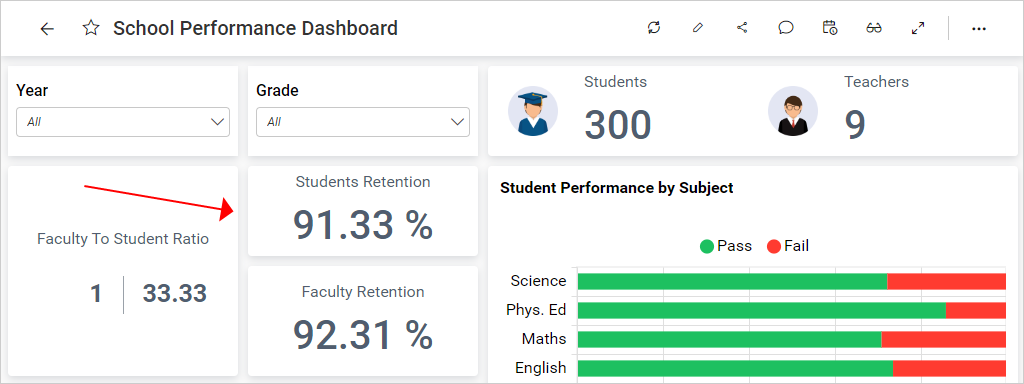 School Performance Dashboard
Year
All
Grade
All
Students
300
Teachers
9
Faculty To Student Ratio
1 33.33
Students Retention
91.33 %
Faculty Retention
92.31 %
Student Performance by Subject
Pass Fail
Science
Phys. Ed
Maths
English